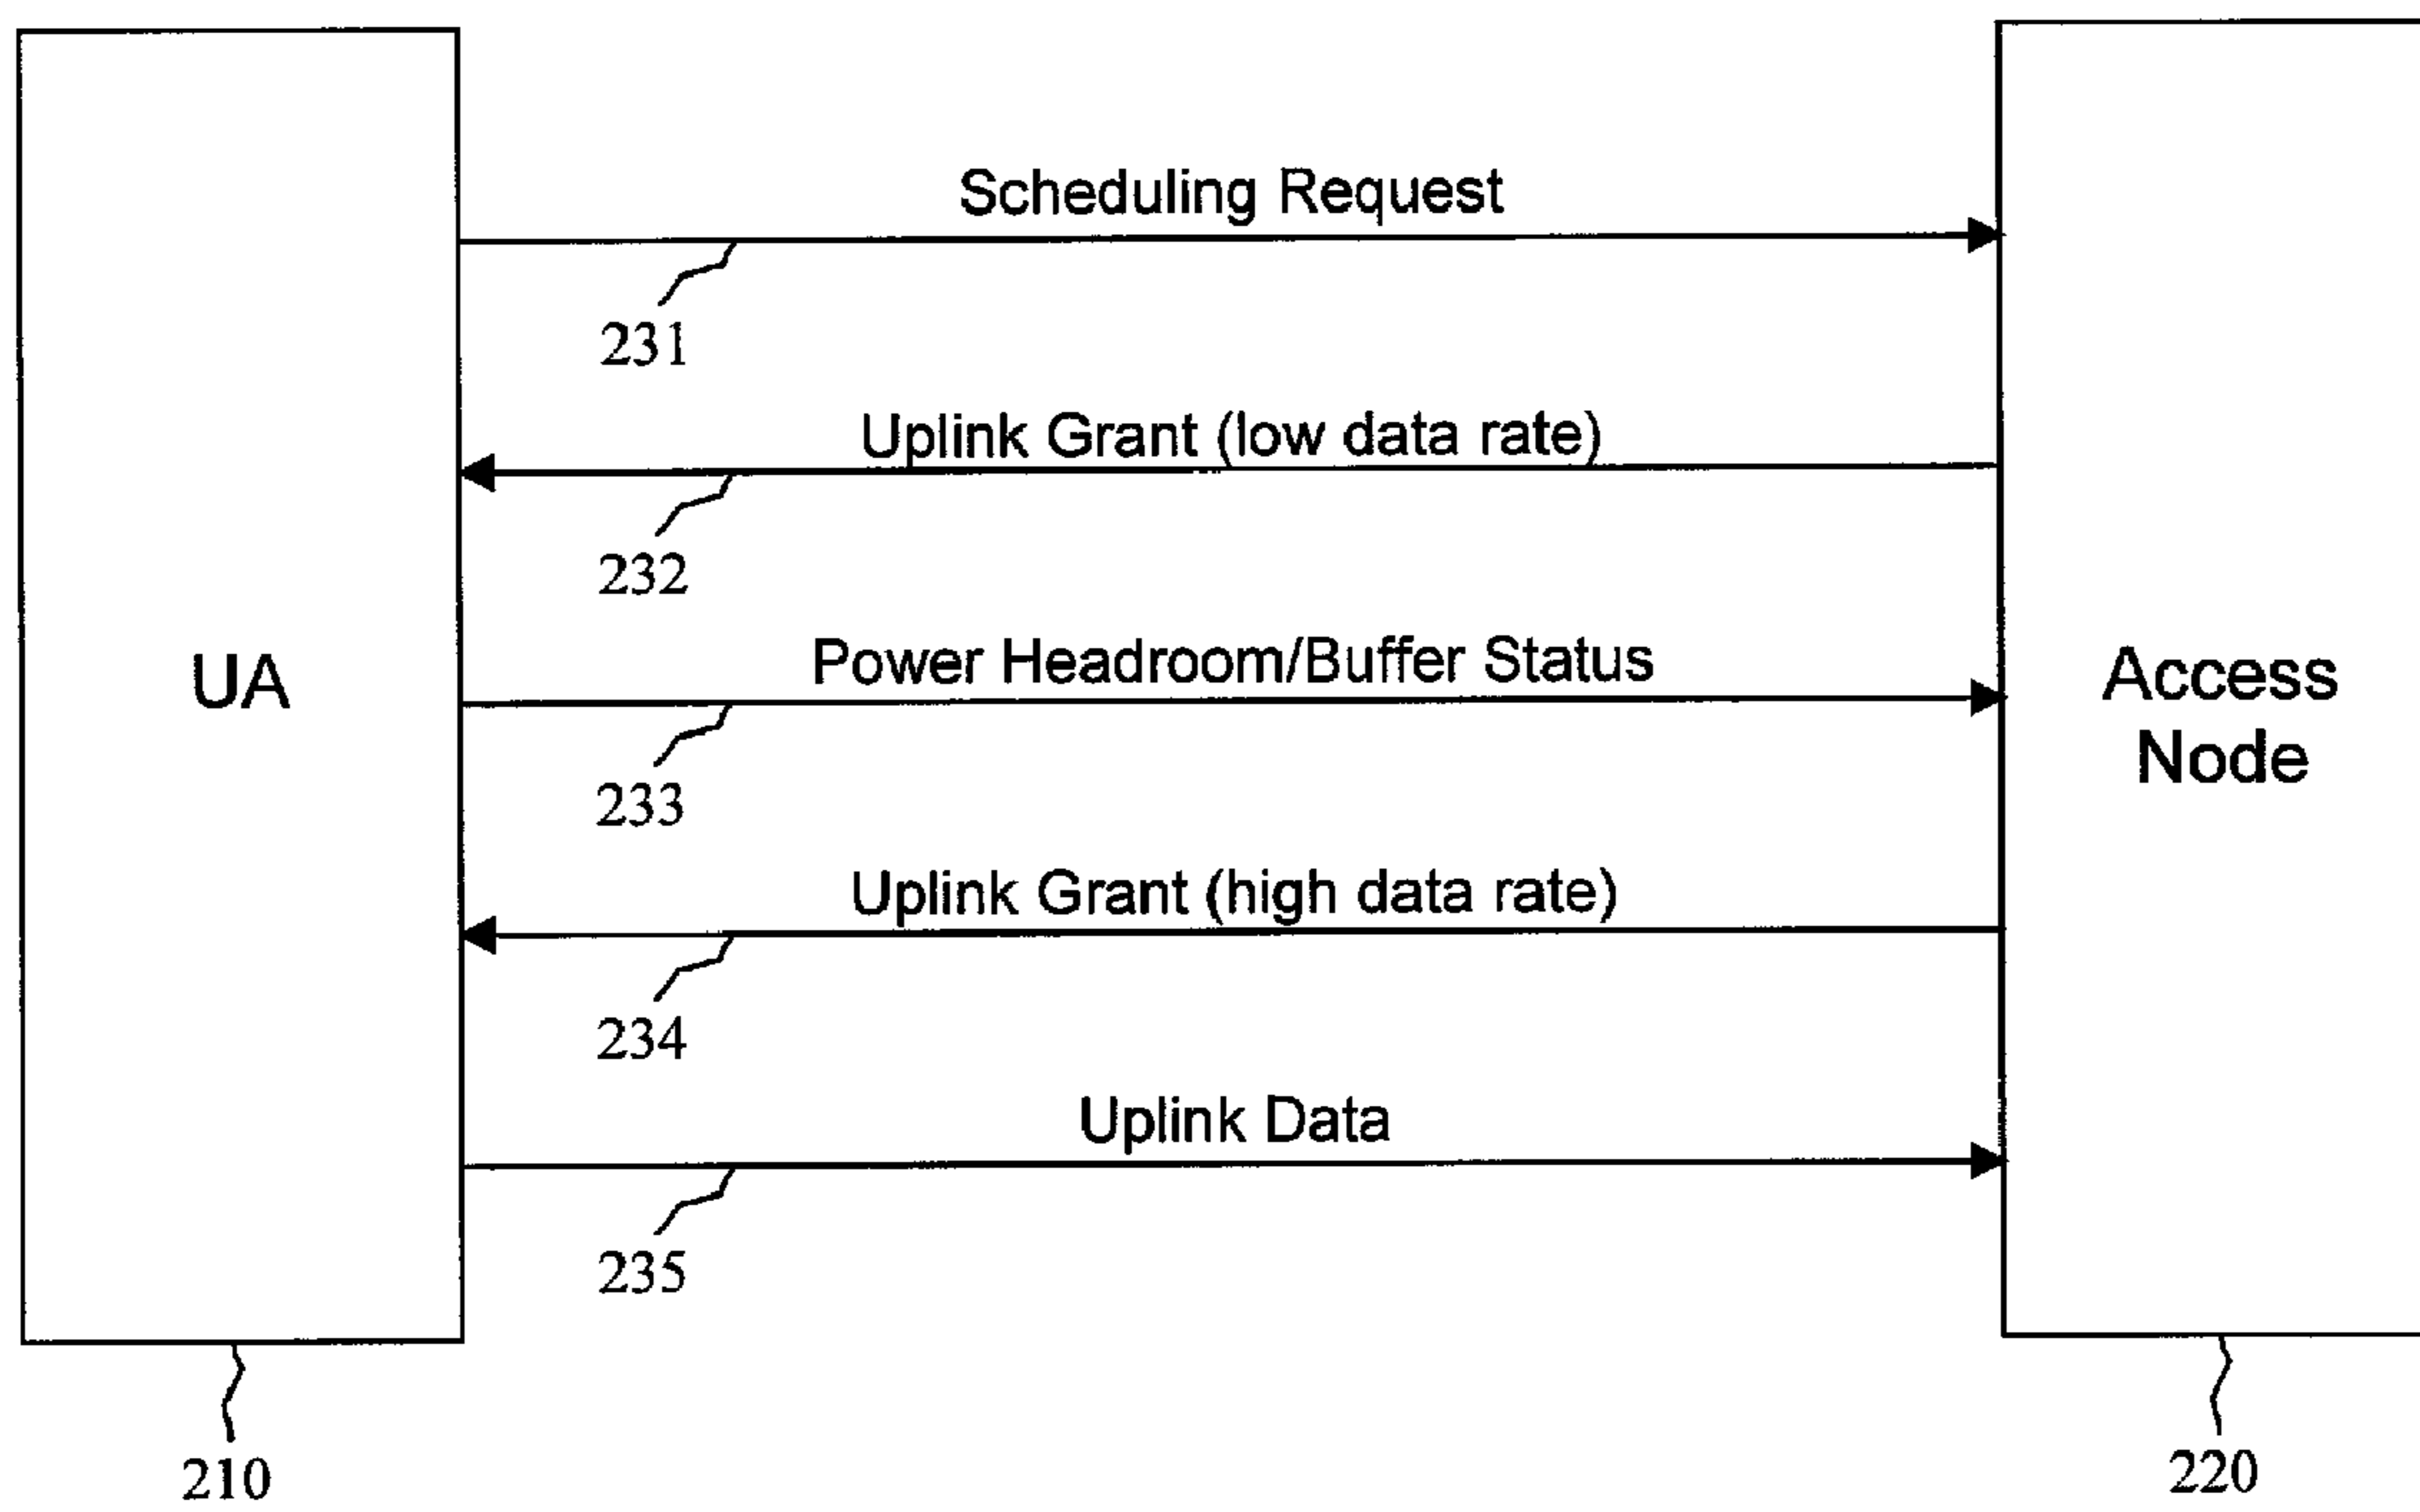 Scheduling Request
231
Uplink Grant (low data rate)
232
Power Headroom/Buffer Status
UA
Access
Node
233
Uplink Grant (high data rate)
234
Uplink Data
235
210
220